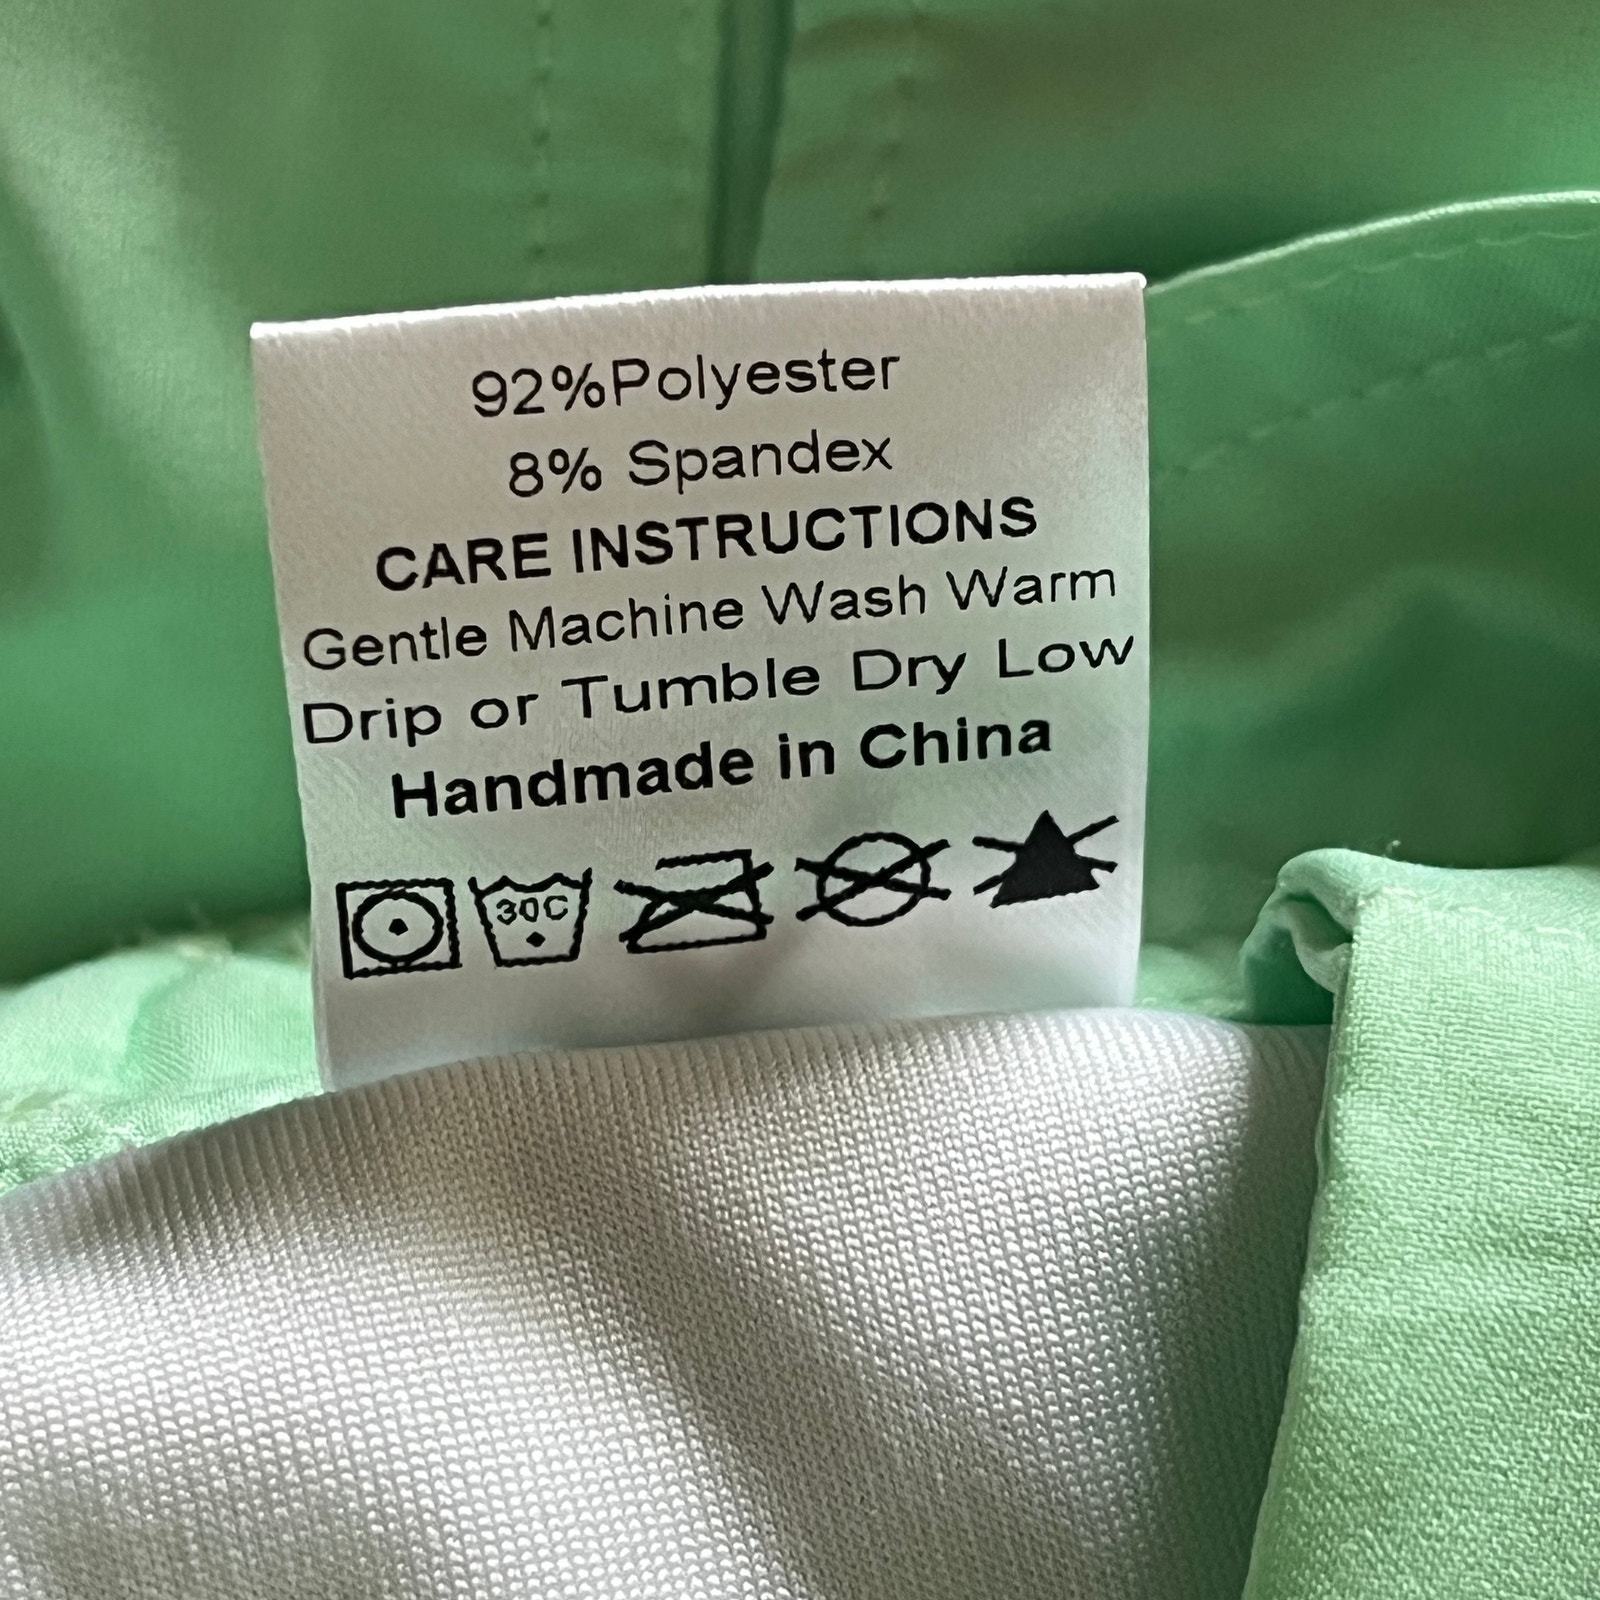 92%Polyester
8% Spandex
CARE INSTRUCTIONS
Gentle Machine Wash Warm
Drip or Tumble Dry Low
Handmade in China
30C